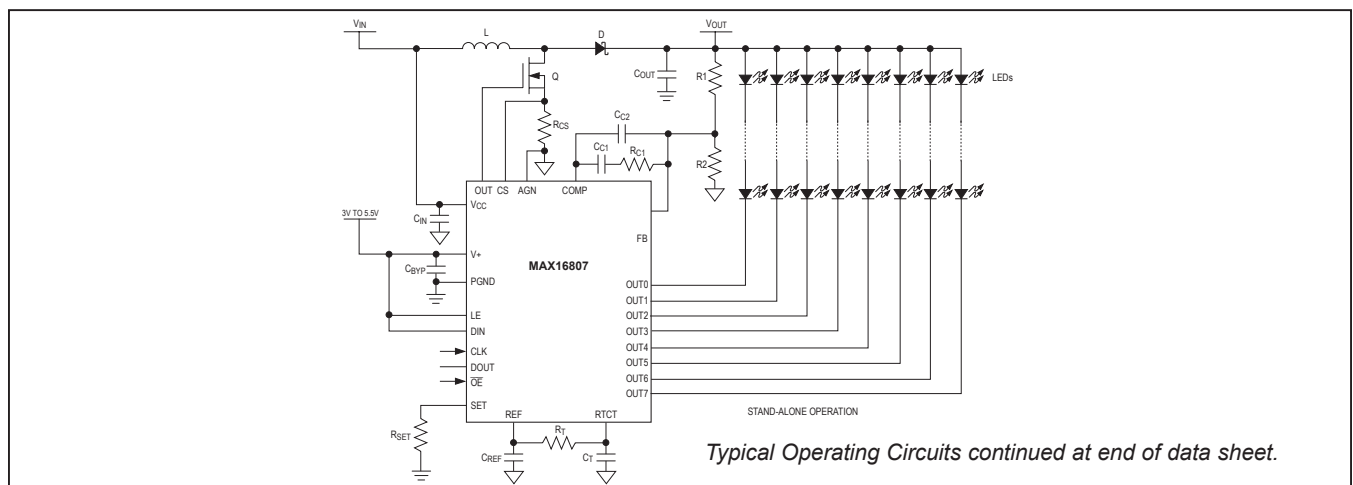 VIN
L
D
VOUT
Q
COUT
R1
LEDs
RCS
CC2
CC1
RC1
R2
OUT CS AGN COMP
VCC
CIN
3V TO 5.5V
FB
V+
MAX16807
CBYP
PGND
OUT0
OUT1
LE
OUT2
DIN
OUT3
CLK
OUT4
DOUT
OUT5
OE
OUT6
OUT7
SET
STAND-ALONE OPERATION
REF RTCT
RSET
RT
CREF
CT
Typical Operating Circuits continued at end of data sheet.